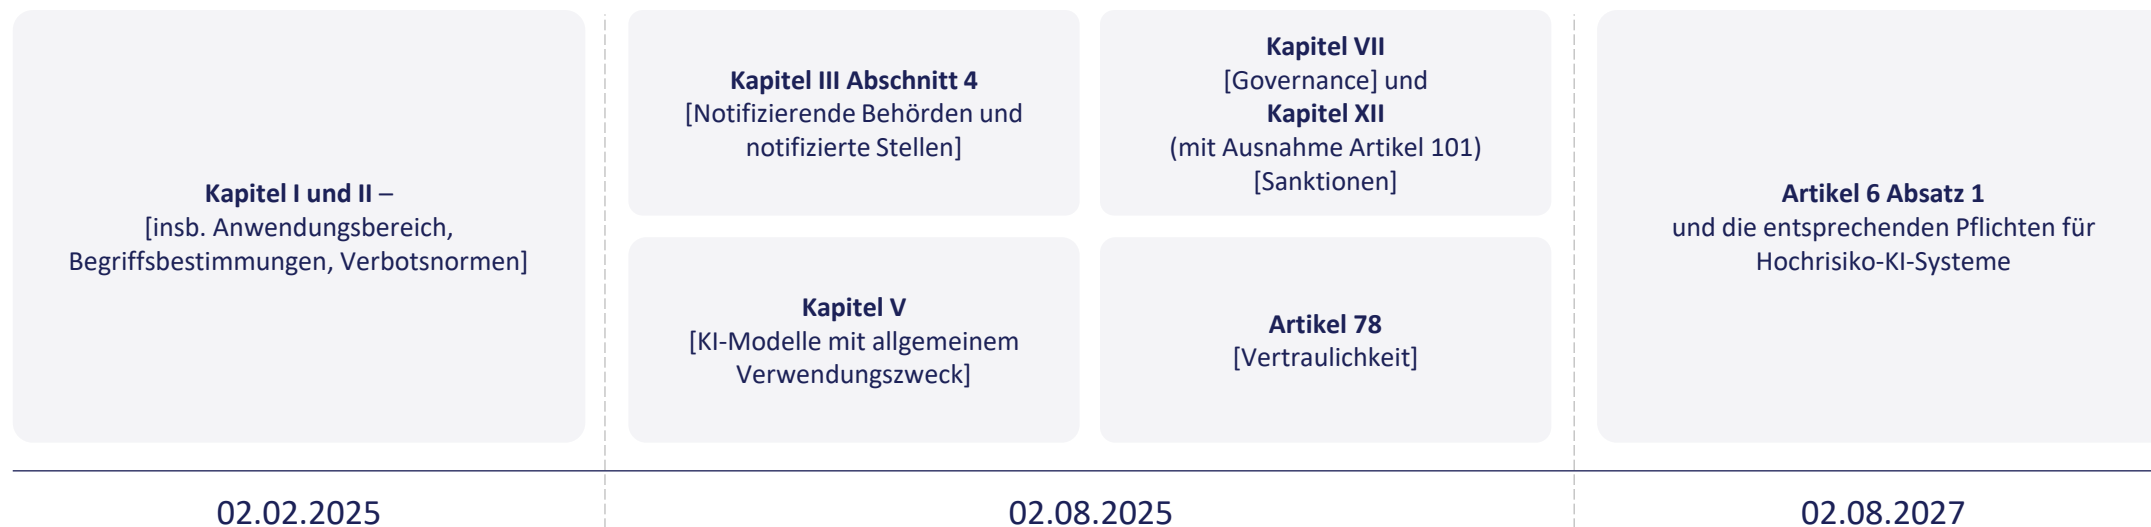 Kapitel I und II –
[insb. Anwendungsbereich,
Begriffsbestimmungen, Verbotsnormen]
Kapitel III Abschnitt 4
[Notifizierende Behörden und
notifizierte Stellen]
Kapitel VII
[Governance] und
Kapitel XII
(mit Ausnahme Artikel 101)
[Sanktionen]
Kapitel V
[KI-Modelle mit allgemeinem
Verwendungszweck]
Artikel 78
[Vertraulichkeit]
Artikel 6 Absatz 1
und die entsprechenden Pflichten für
Hochrisiko-KI-Systeme
02.02.2025
02.08.2025
02.08.2027